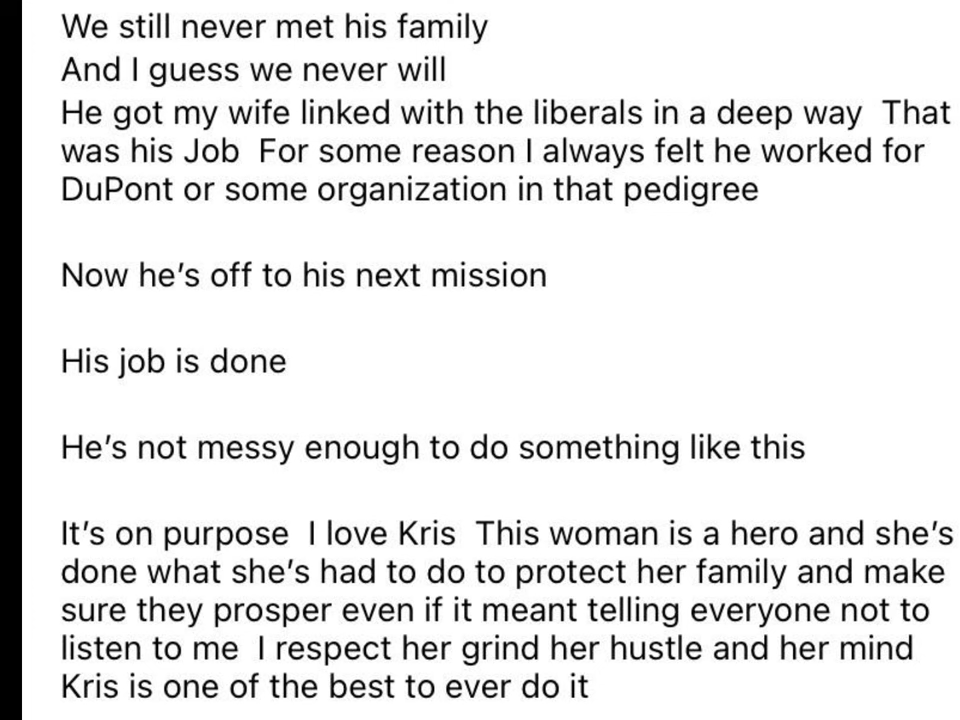 We still never met his family
And I guess we never will
He got my wife linked with the liberals in a deep way  That
was his Job  For some reason I always felt he worked for
DuPont or some organization in that pedigree
Now he’s off to his next mission
His job is done
He’s not messy enough to do something like this
It’s on purpose  I love Kris  This woman is a hero and she’s
done what she’s had to do to protect her family and make
sure they prosper even if it meant telling everyone not to
listen to me  I respect her grind her hustle and her mind
Kris is one of the best to ever do it